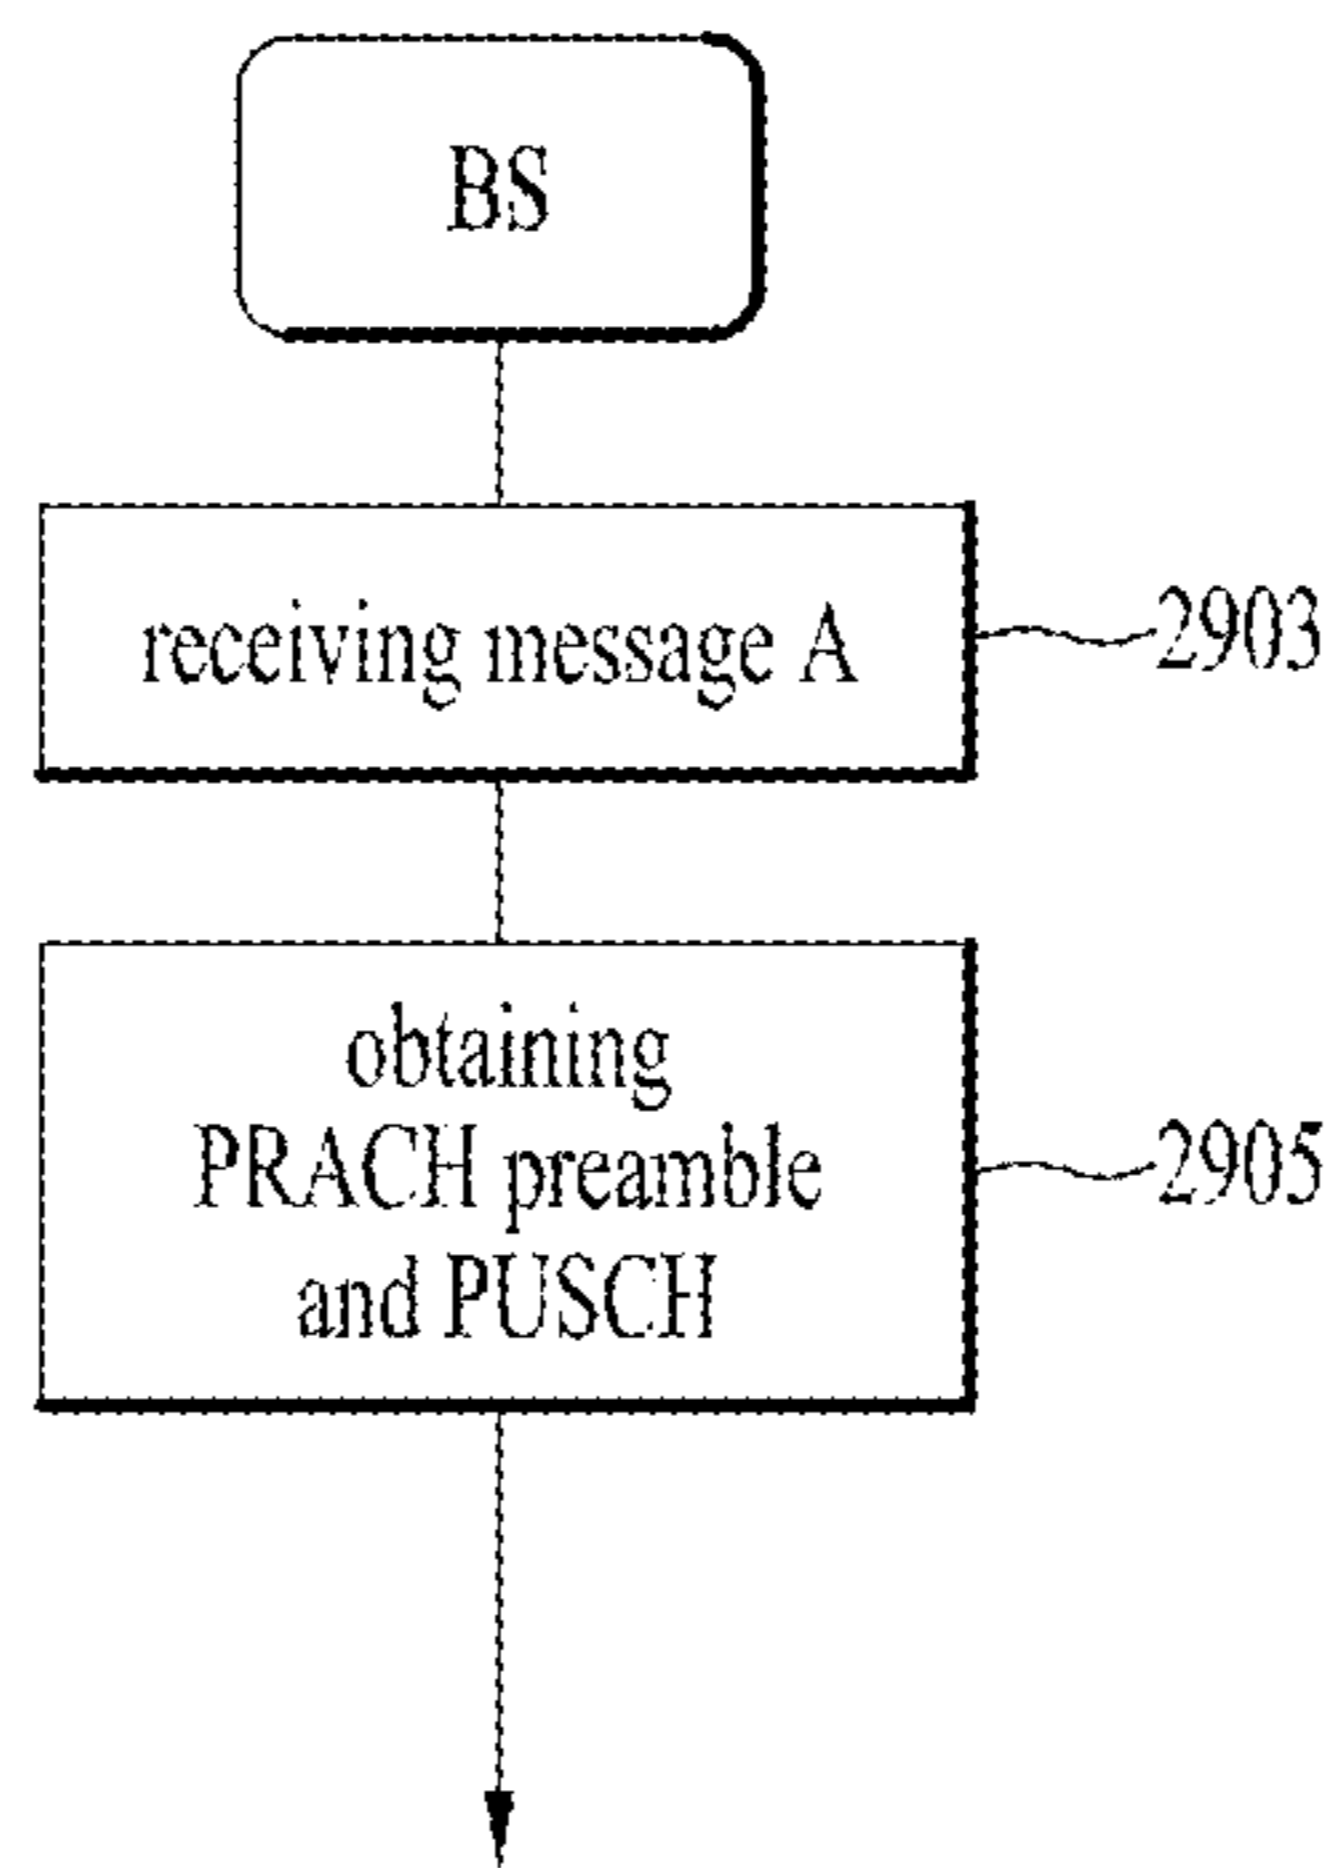 BS
receiving message A
2903
obtaining
PRACH preamble
2905
and PUSCH